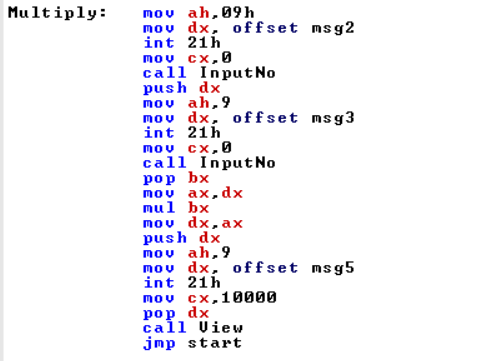 Multiply: mov ah,09h
mov dx, offset msg2
int 21h
mov cx,0
call InputNo
push dx
mov ah,9
mov dx, offset msg3
int 21h
mov cx,0
call InputNo
pop bx
mov ax,dx
mul bx
mov dx,ax
push dx
mov ah,9
mov dx, offset msg5
int 21h
mov cx,10000
pop dx
call View
jmp start